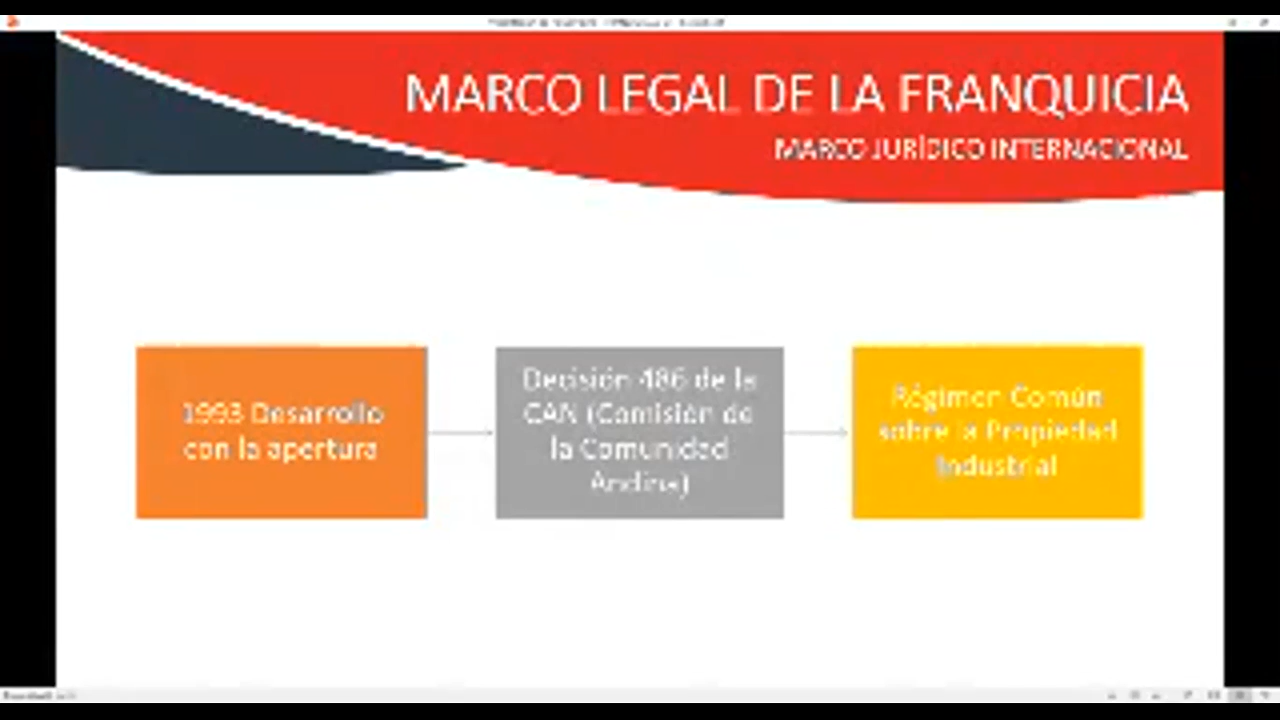 MARCO LEGAL DE LA FRANQUICIA
MARCO JURÍDICO INTERNACIONAL
1993 Desarrollo
con la apertura
Decisión 486 de la
CAN (Comisión de
la Comunidad
Andina)
Régimen Común
sobre la Propiedad
Industrial